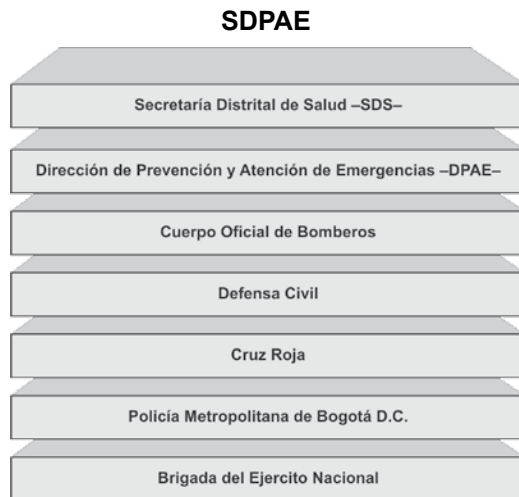 SDPAE
Secretaría Distrital de Salud –SDS–
Dirección de Prevención y Atención de Emergencias –DPAE–
Cuerpo Oficial de Bomberos
Defensa Civil
Cruz Roja
Policía Metropolitana de Bogotá D.C.
Brigada del Ejercito Nacional